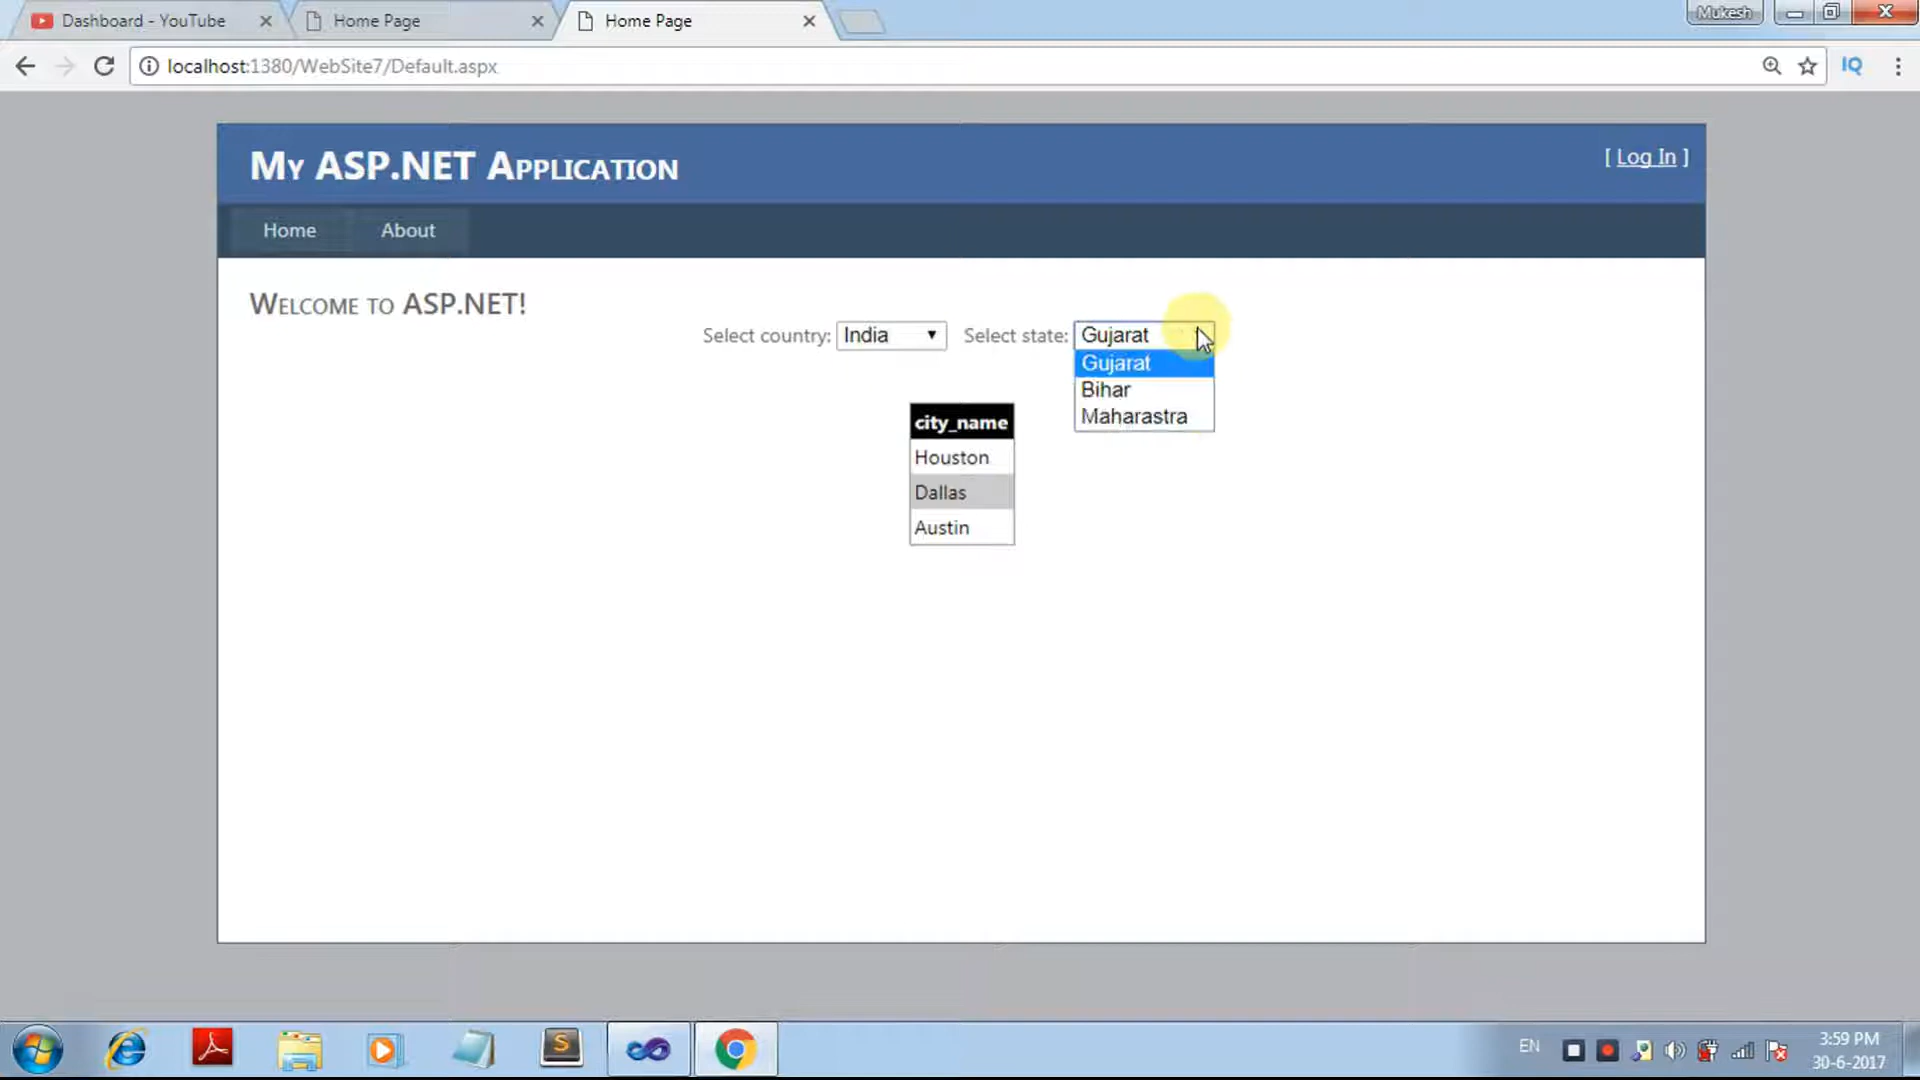 Dashboard - YouTube
Home Page
Home Page
Mukesh
localhost:1380/WebSite7/Default.aspx
IQ
My ASP.NET Application
[ Log In ]
Home
About
Welcome to ASP.NET!
Select country: India
Select state: Gujarat
Gujarat
Bihar
Maharastra
city_name
Houston
Dallas
Austin
S
EN
3:59 PM
30-6-2017